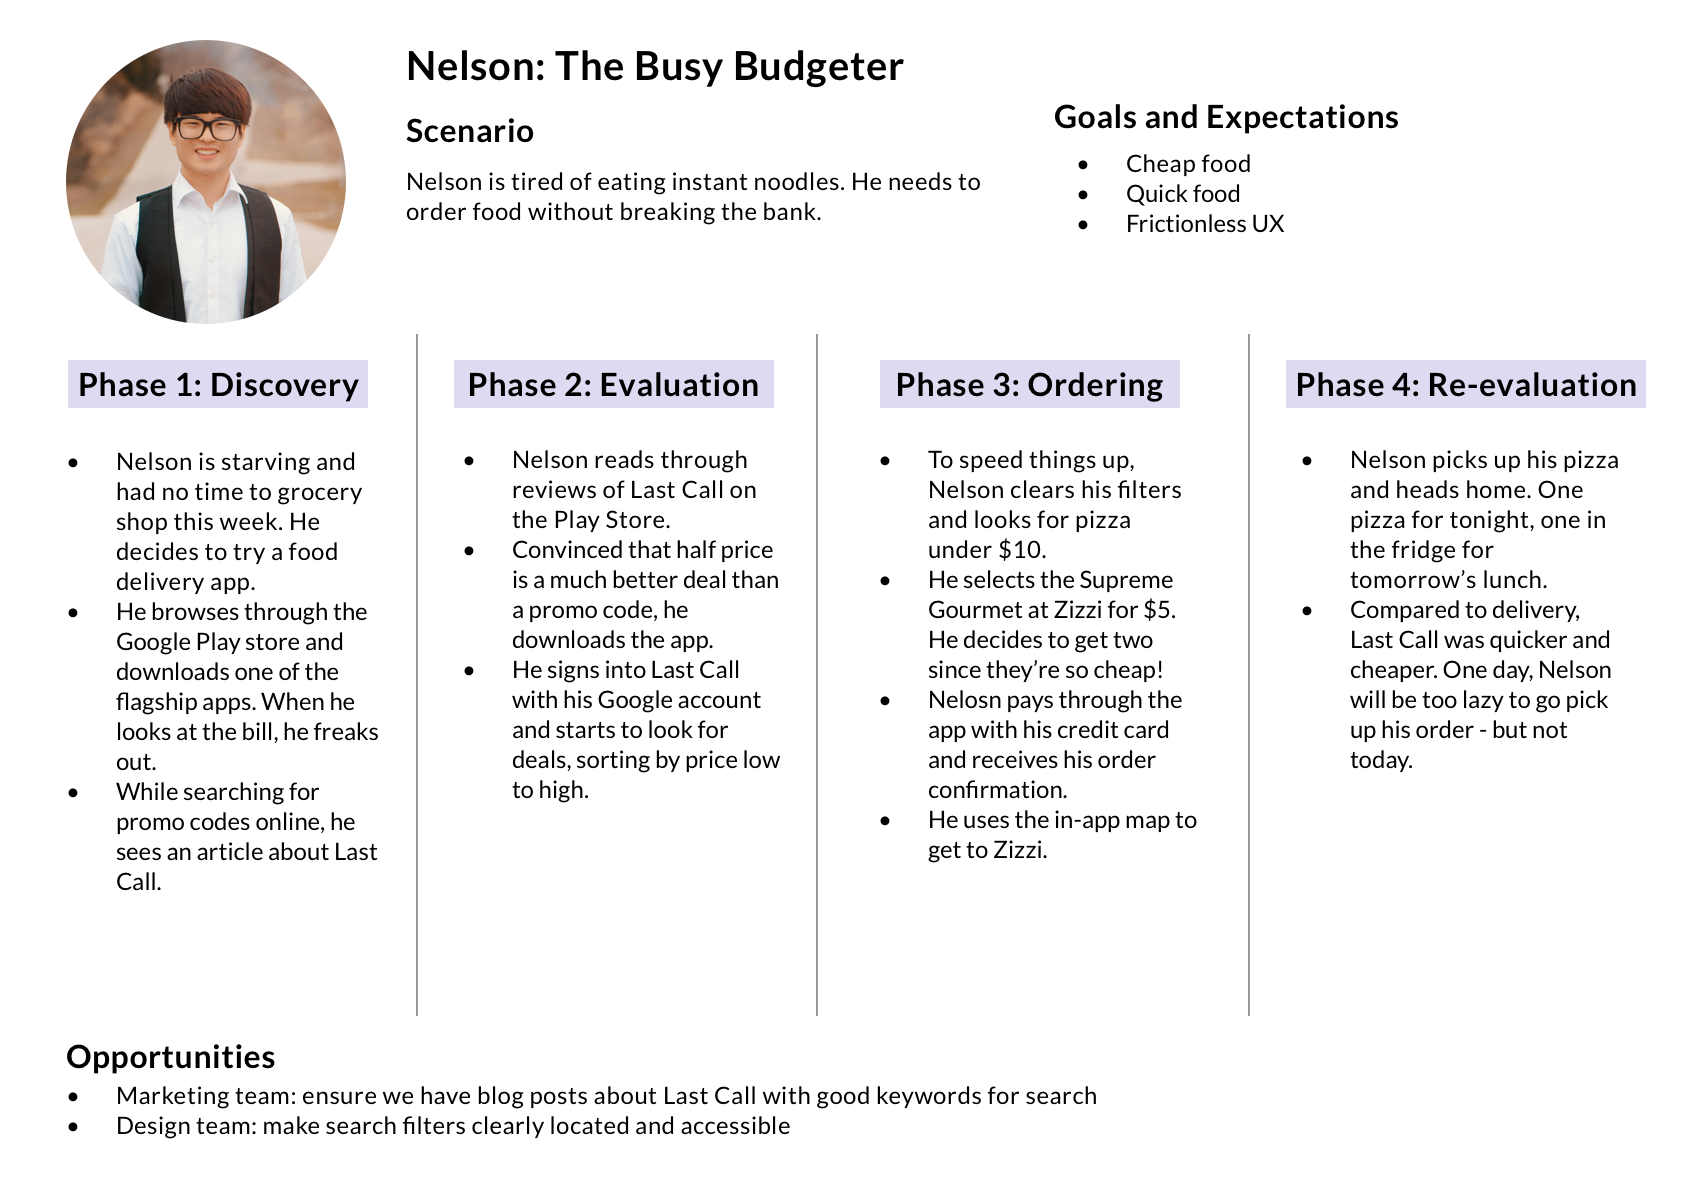 Nelson: The Busy Budgeter
Scenario
Nelson is tired of eating instant noodles. He needs to
order food without breaking the bank.
Goals and Expectations
• Cheap food
• Quick food
• Frictionless UX
Phase 1: Discovery
• Nelson is starving and
had no time to grocery
shop this week. He
decides to try a food
delivery app.
• He browses through the
Google Play store and
downloads one of the
flagship apps. When he
looks at the bill, he freaks
out.
• While searching for
promo codes online, he
sees an article about Last
Call.
Phase 2: Evaluation
• Nelson reads through
reviews of Last Call on
the Play Store.
• Convinced that half price
is a much better deal than
a promo code, he
downloads the app.
• He signs into Last Call
with his Google account
and starts to look for
deals, sorting by price low
to high.
Phase 3: Ordering
• To speed things up,
Nelson clears his filters
and looks for pizza
under $10.
• He selects the Supreme
Gourmet at Zizzi for $5.
He decides to get two
since they’re so cheap!
• Nelosn pays through the
app with his credit card
and receives his order
confirmation.
• He uses the in-app map to
get to Zizzi.
Phase 4: Re-evaluation
• Nelson picks up his pizza
and heads home. One
pizza for tonight, one in
the fridge for
tomorrow’s lunch.
• Compared to delivery,
Last Call was quicker and
cheaper. One day, Nelson
will be too lazy to go pick
up his order - but not
today.
Opportunities
• Marketing team: ensure we have blog posts about Last Call with good keywords for search
• Design team: make search filters clearly located and accessible